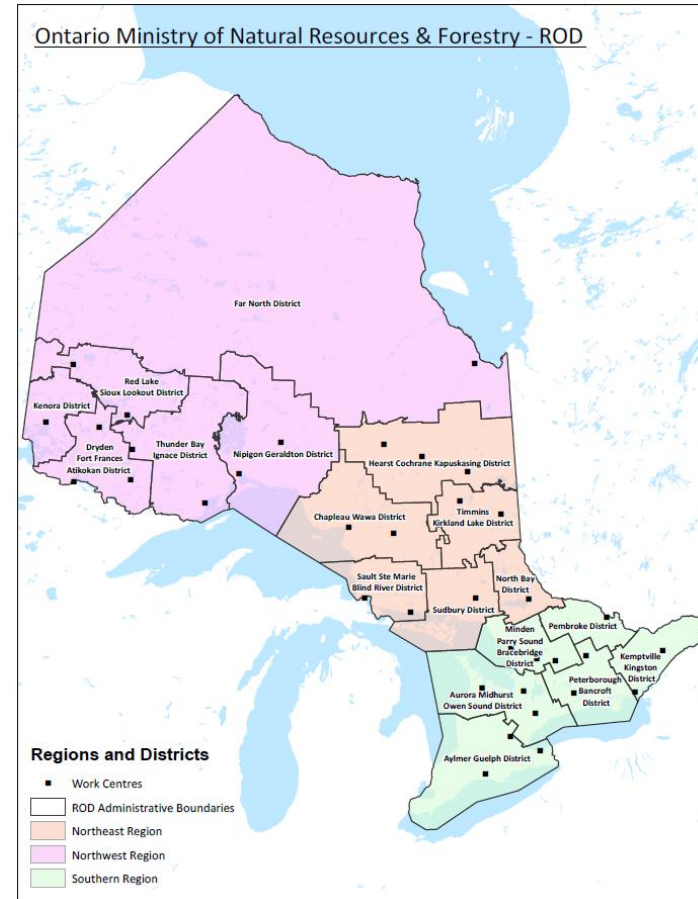 Ontario Ministry of Natural Resources & Forestry - ROD
Far North District
Red Lake
Sioux Lookout District
Kenora District
Dryden
Fort Frances
Atikokan District
Thunder Bay
Ignace District
Nipigon Geraldton District
Hearst Cochrane Kapuskasing District
Timmins
Kirkland Lake District
Chapleau Wawa District
Sault Ste Marie
Blind River District
Sudbury District
North Bay
District
Pembroke District
Minden
Parry Sound
Bracebridge
District
Kemptville
Kingston
District
Peterborough
Bancroft
District
Aurora Midhurst
Owen Sound District
Aylmer Guelph District
Regions and Districts
Work Centres
ROD Administrative Boundaries
Northeast Region
Northwest Region
Southern Region